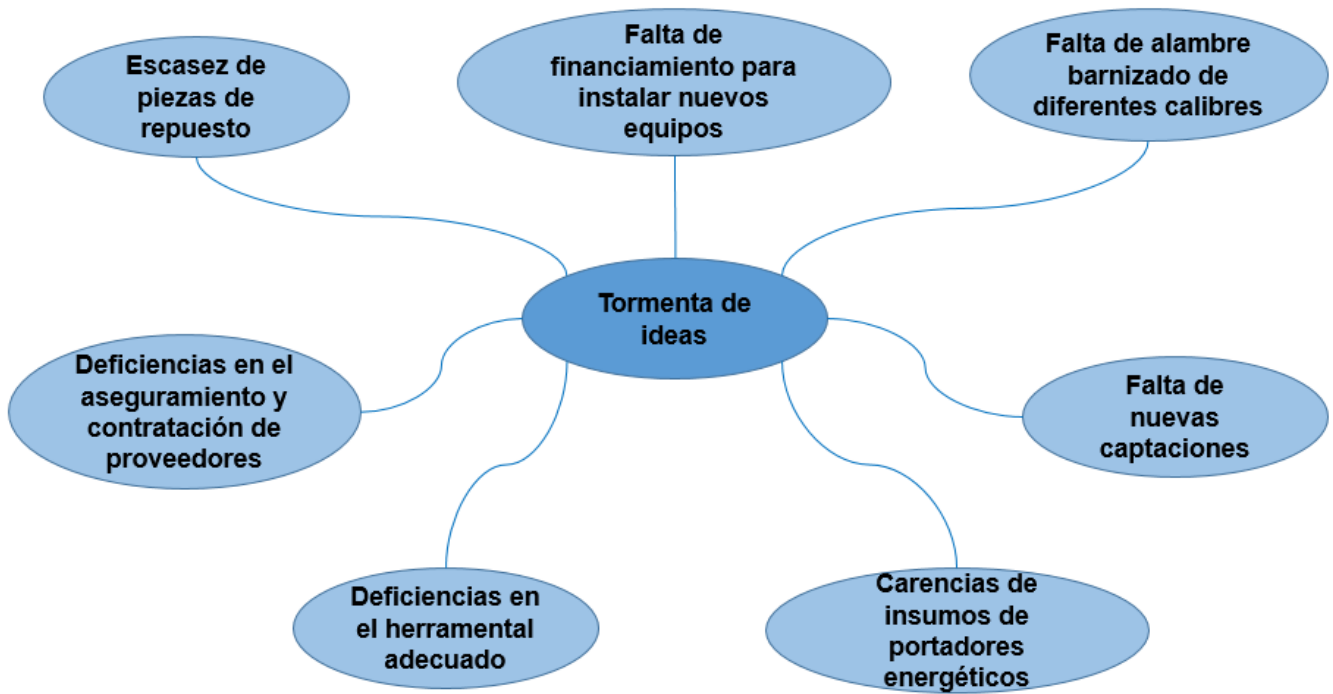 Escasez de
piezas de
repuesto
Falta de
financiamiento para
instalar nuevos
equipos
Falta de alambre
barnizado de
diferentes calibres
Tormenta de
ideas
Deficiencias en el
aseguramiento y
contratación de
proveedores
Falta de
nuevas
captaciones
Deficiencias en
el herramental
adecuado
Carencias de
insumos de
portadores
energéticos